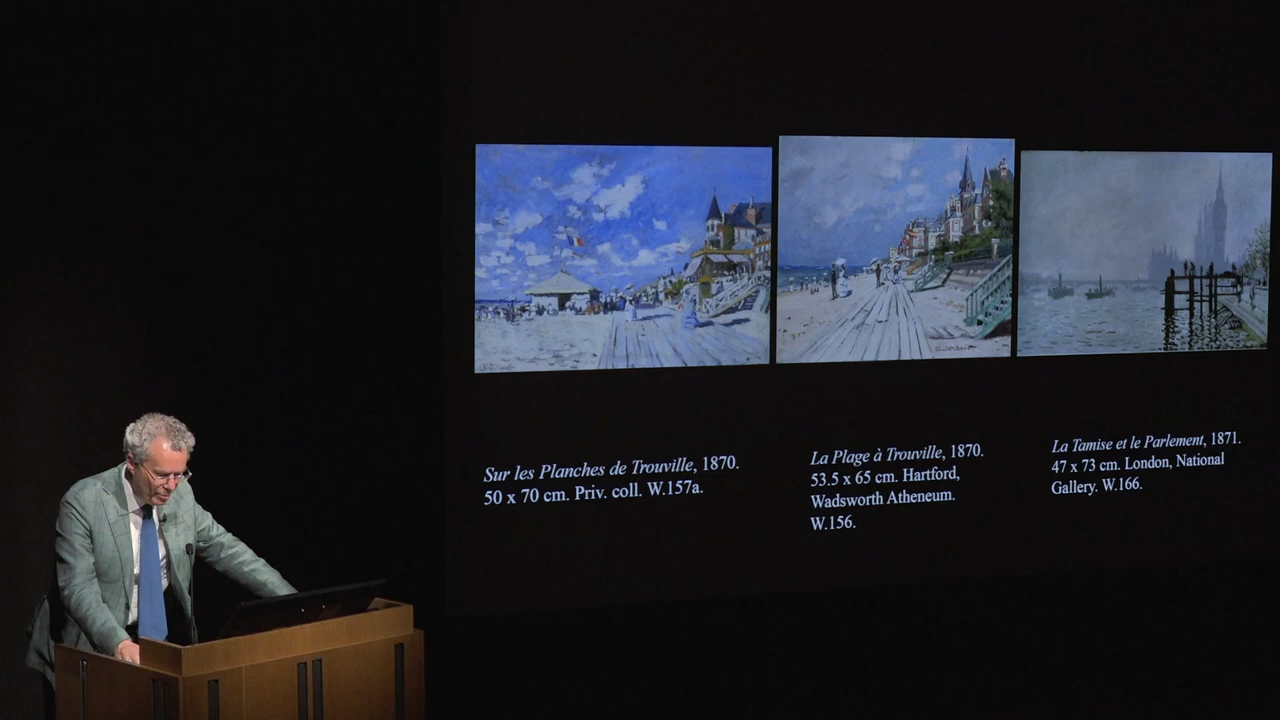 Sur les Planches de Trouville, 1870.
50 x 70 cm. Priv. coll. W.157a.
La Plage à Trouville, 1870.
53.5 x 65 cm. Hartford,
Wadsworth Atheneum.
W.156.
La Tamise et le Parlement, 1871.
47 x 73 cm. London, National
Gallery. W.166.